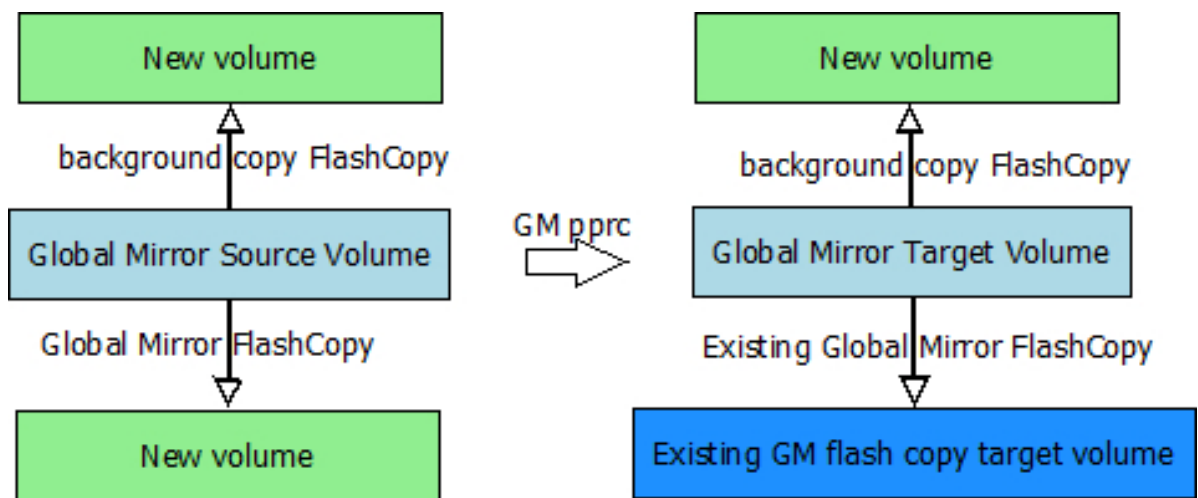 New volume
New volume
background copy FlashCopy
background copy FlashCopy
Global Mirror Source Volume
GM pprc
Global Mirror Target Volume
Global Mirror FlashCopy
Existing Global Mirror FlashCopy
New volume
Existing GM flash copy target volume